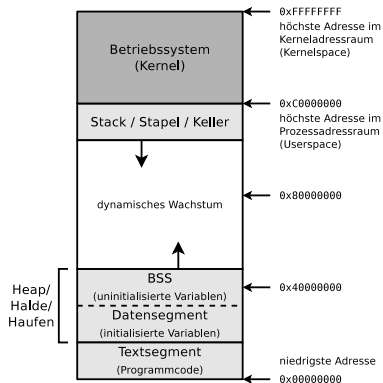 0xFFFFFFFF
höchste Adresse im
Kerneladressraum
(Kernelspace)
Betriebssystem
(Kernel)
0xC0000000
höchste Adresse im
Prozessadressraum
(Userspace)
Stack / Stapel / Keller
dynamisches Wachstum
0x80000000
Heap/
Halde/
Haufen
BSS
(uninitialisierte Variablen)
0x40000000
Datensegment
(initialisierte Variablen)
Textsegment
(Programmcode)
niedrigste Adresse
0x00000000